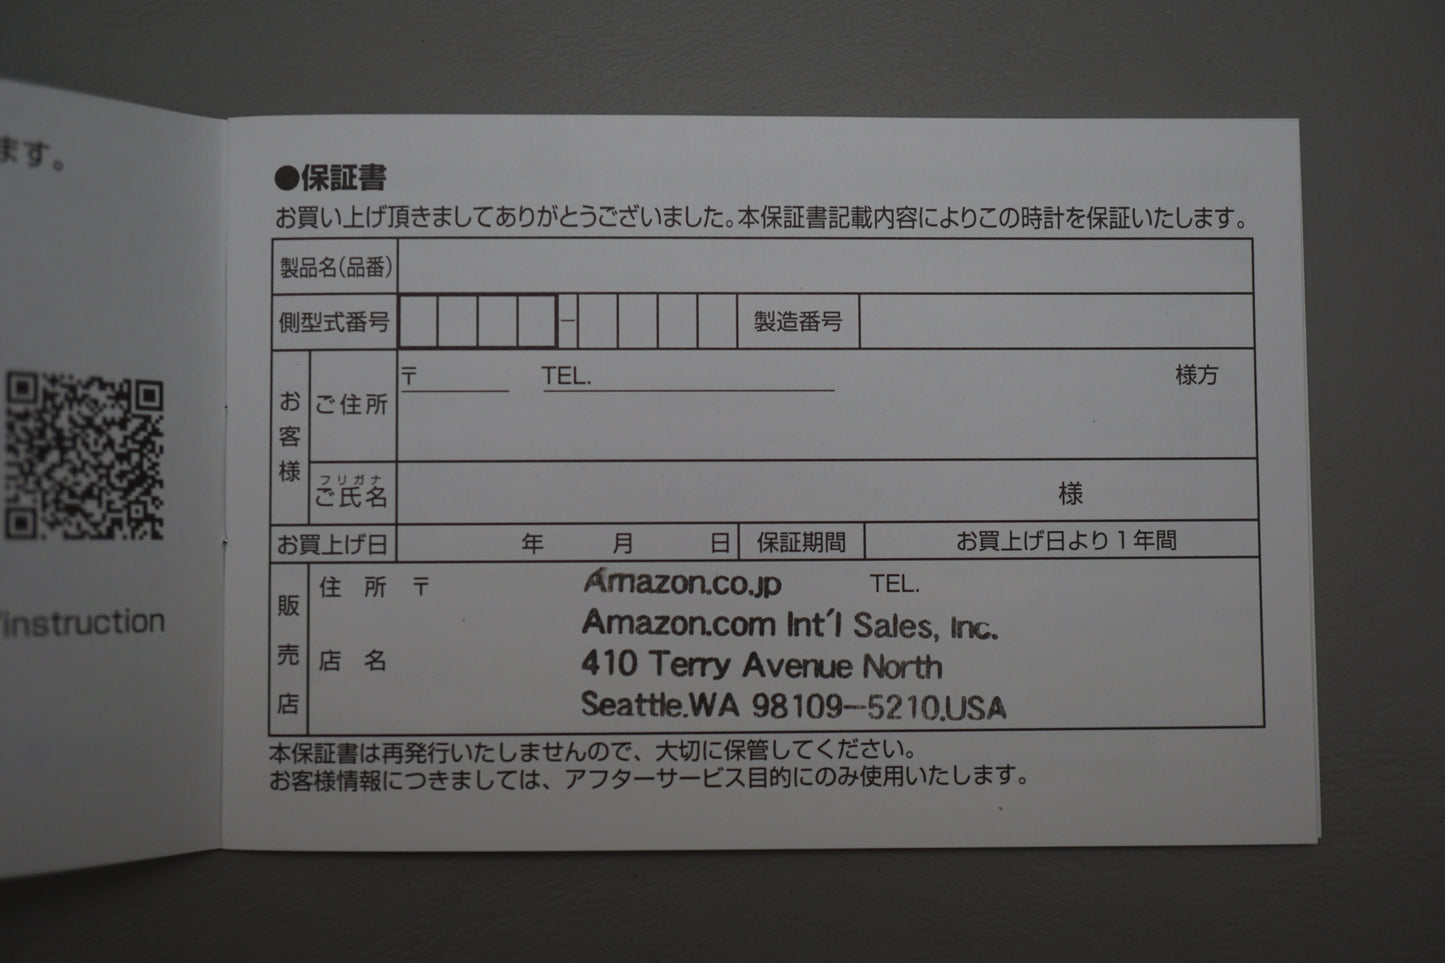 ます。
/instruction
●保証書
お買い上げ頂きましてありがとうございました。本保証書記載内容によりこの時計を保証いたします。
製品名(品番)
側型式番号 － 製造番号
お客様
ご住所 〒 TEL. 様方
フリガナ
ご氏名 様
お買上げ日 年 月 日 保証期間 お買上げ日より1年間
販売店
住所 〒 Amazon.co.jp TEL.
Amazon.com Int'l Sales, Inc.
店名 410 Terry Avenue North
Seattle.WA 98109-5210.USA
本保証書は再発行いたしませんので、大切に保管してください。
お客様情報につきましては、アフターサービス目的にのみ使用いたします。